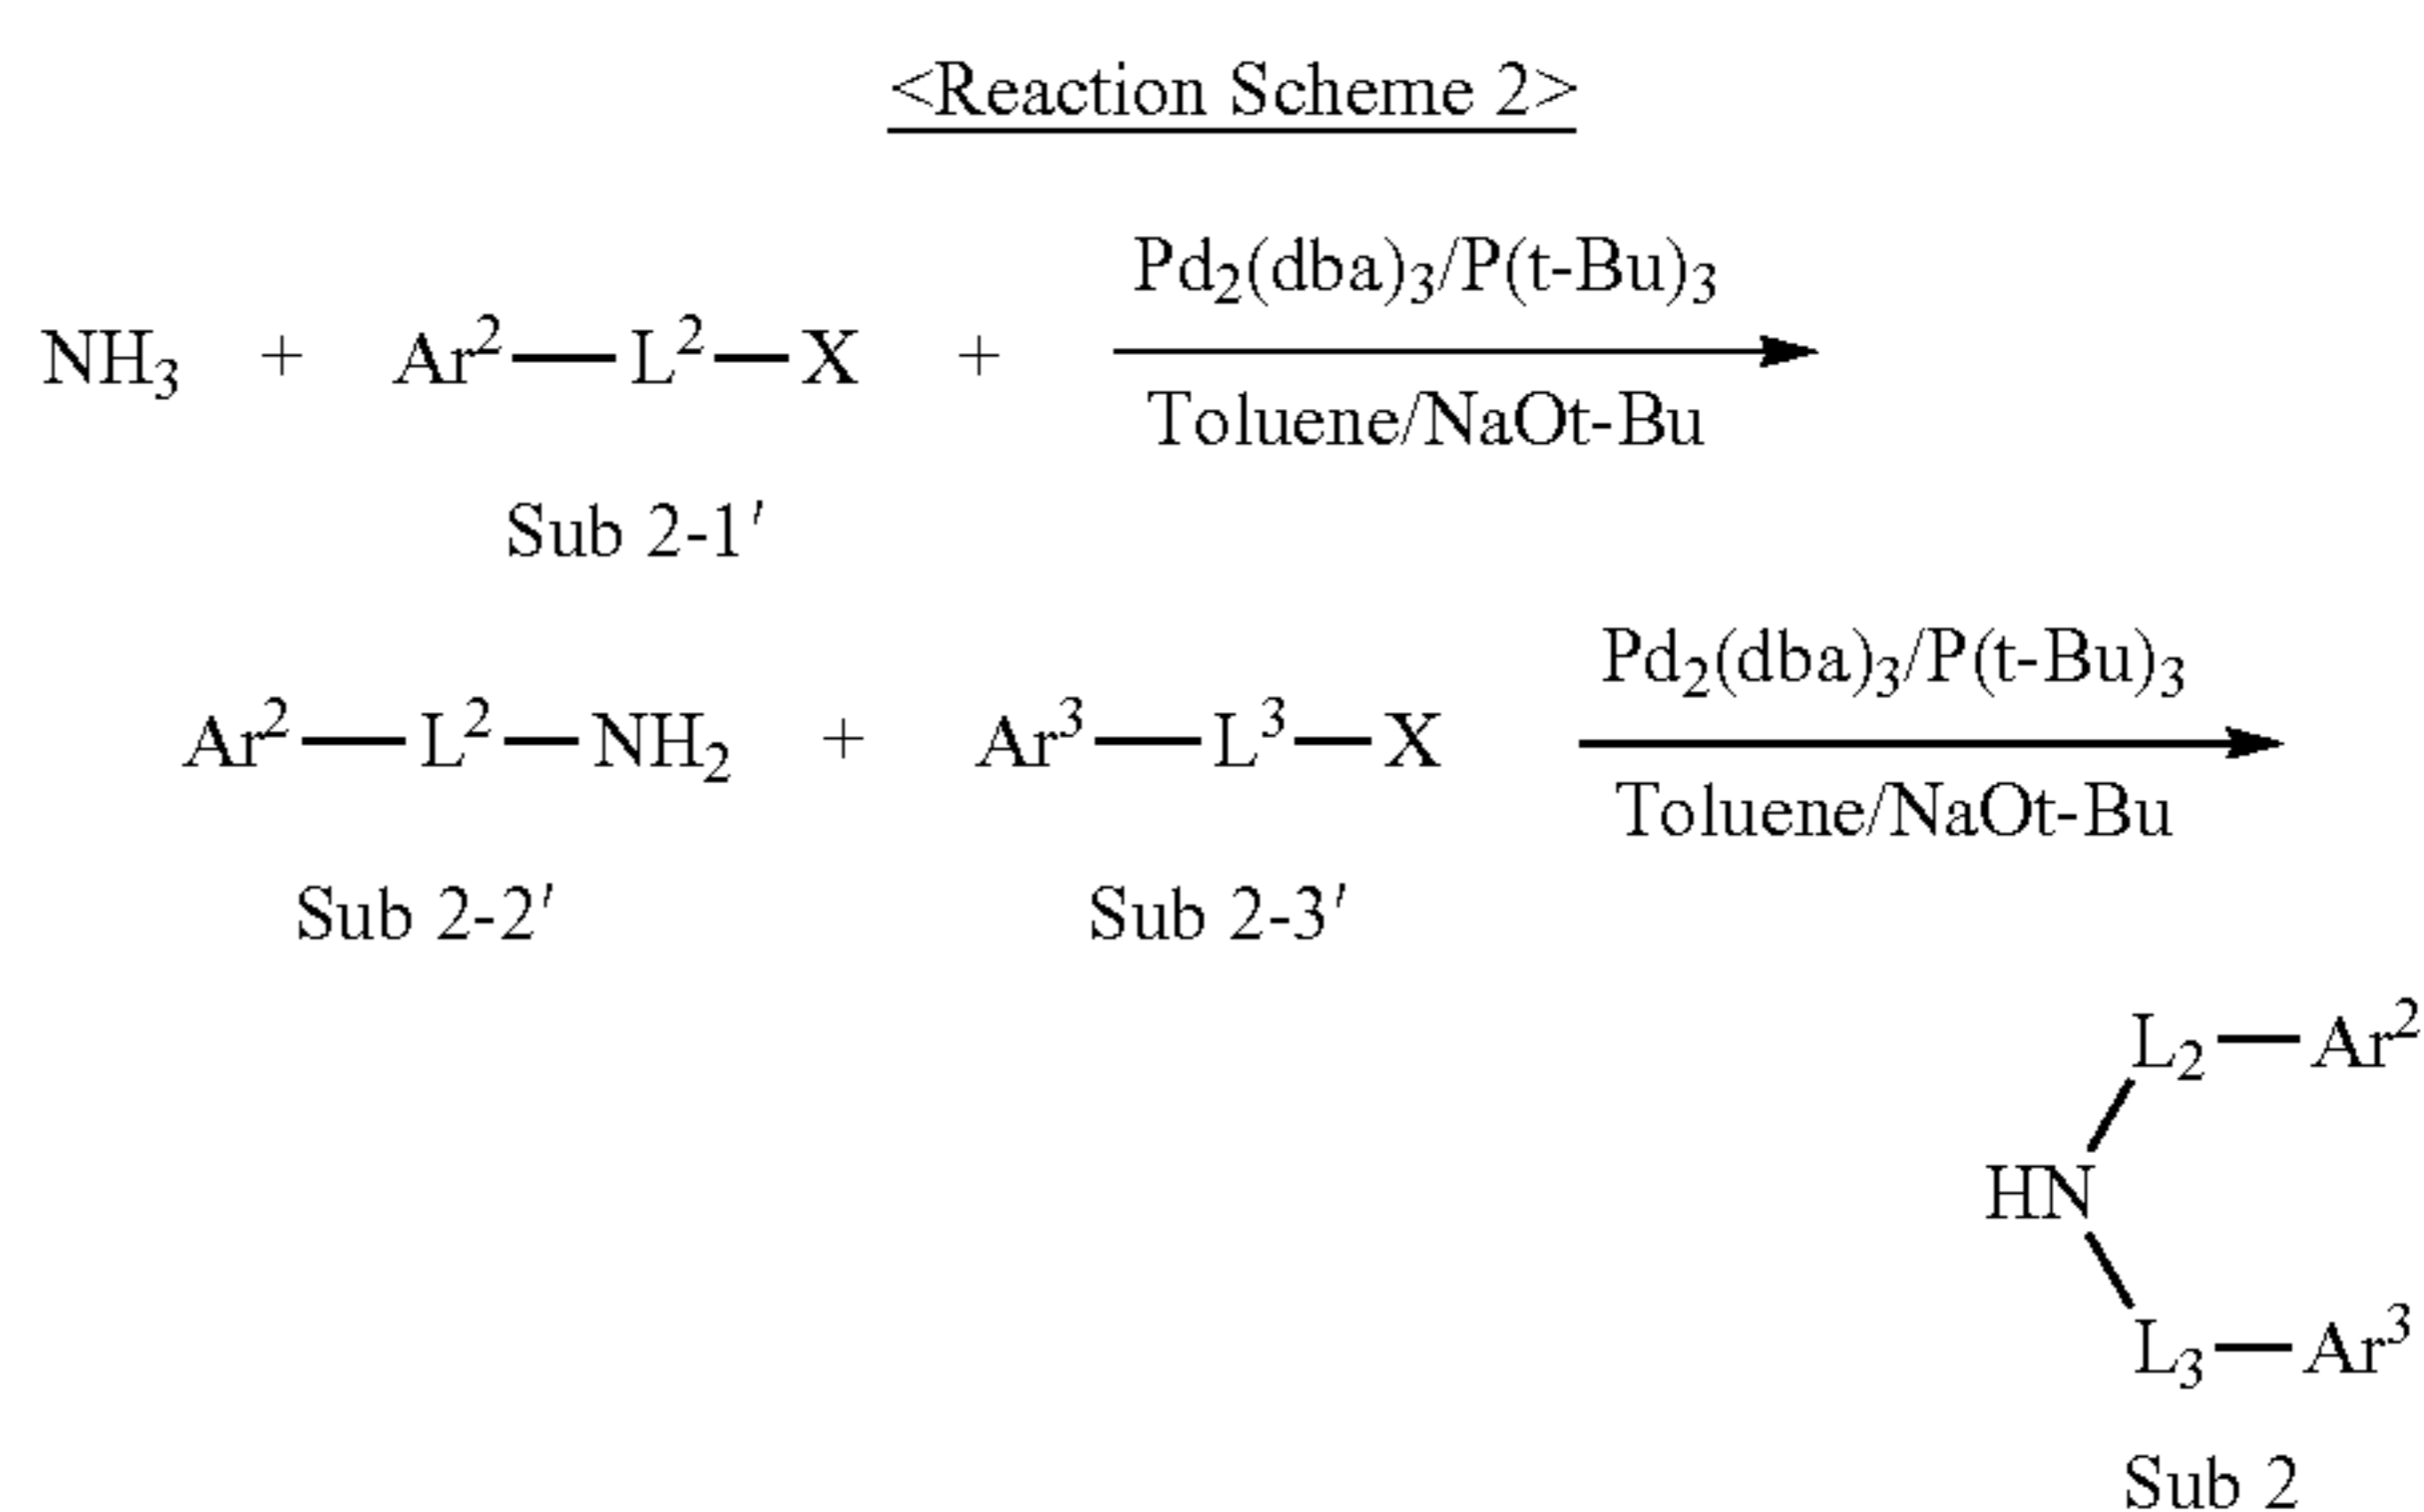 <Reaction Scheme 2>
Pd₂(dba)₃/P(t-Bu)₃
NH₃ + Ar²—L²—X +
Toluene/NaOt-Bu
Sub 2-1′
Pd₂(dba)₃/P(t-Bu)₃
Ar²—L²—NH₂ + Ar³—L³—X
Toluene/NaOt-Bu
Sub 2-2′ Sub 2-3′
L₂—Ar²
HN
L₃—Ar³
Sub 2